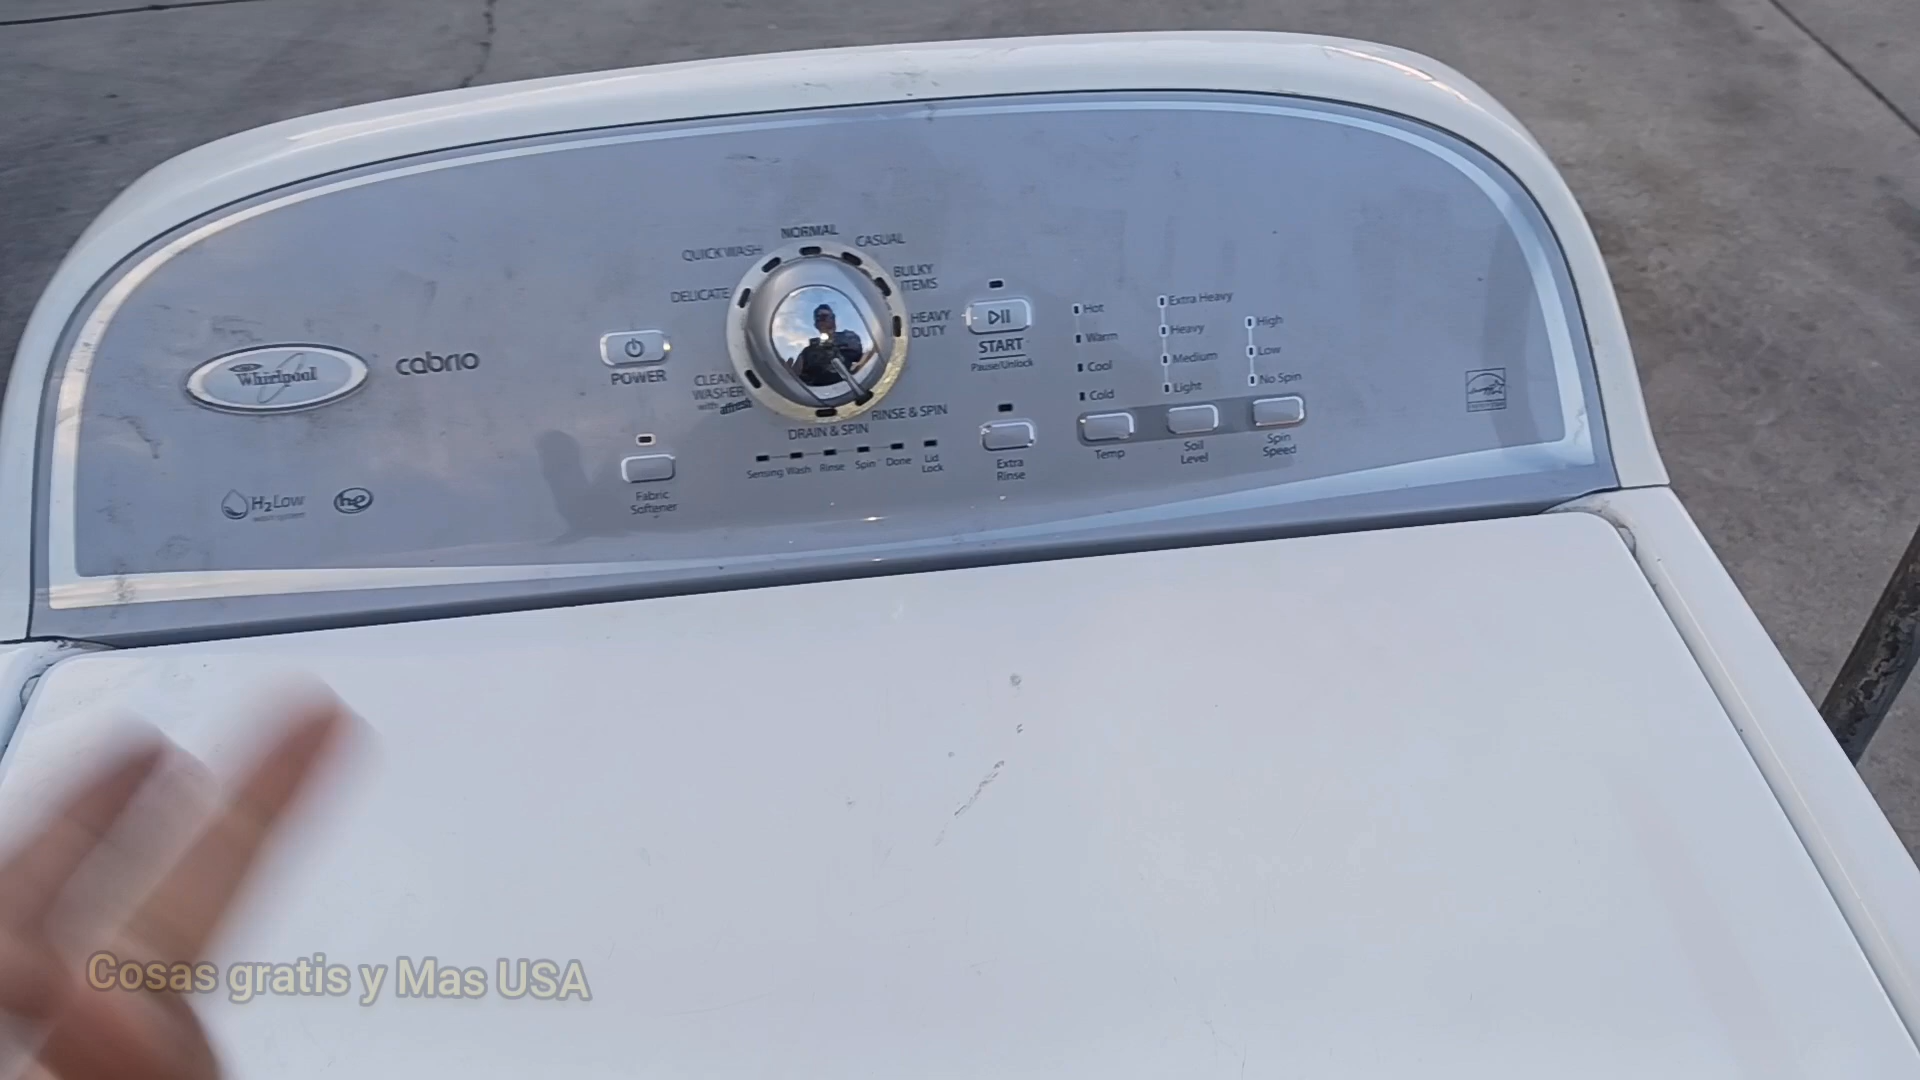 NORMAL
QUICK WASH
CASUAL
DELICATE
BULKY
ITEMS
HEAVY
DUTY
CLEAN
WASHER
with affresh
RINSE & SPIN
DRAIN & SPIN
Whirlpool
cabrio
POWER
START
Pause/Unlock
Hot
Warm
Cool
Cold
Extra Heavy
Heavy
Medium
Light
High
Low
No Spin
Temp
Soil
Level
Spin
Speed
Sensing Wash Rinse Spin Done Lid
Lock
Extra
Rinse
Fabric
Softener
H2Low
wash system
he
Cosas gratis y Mas USA